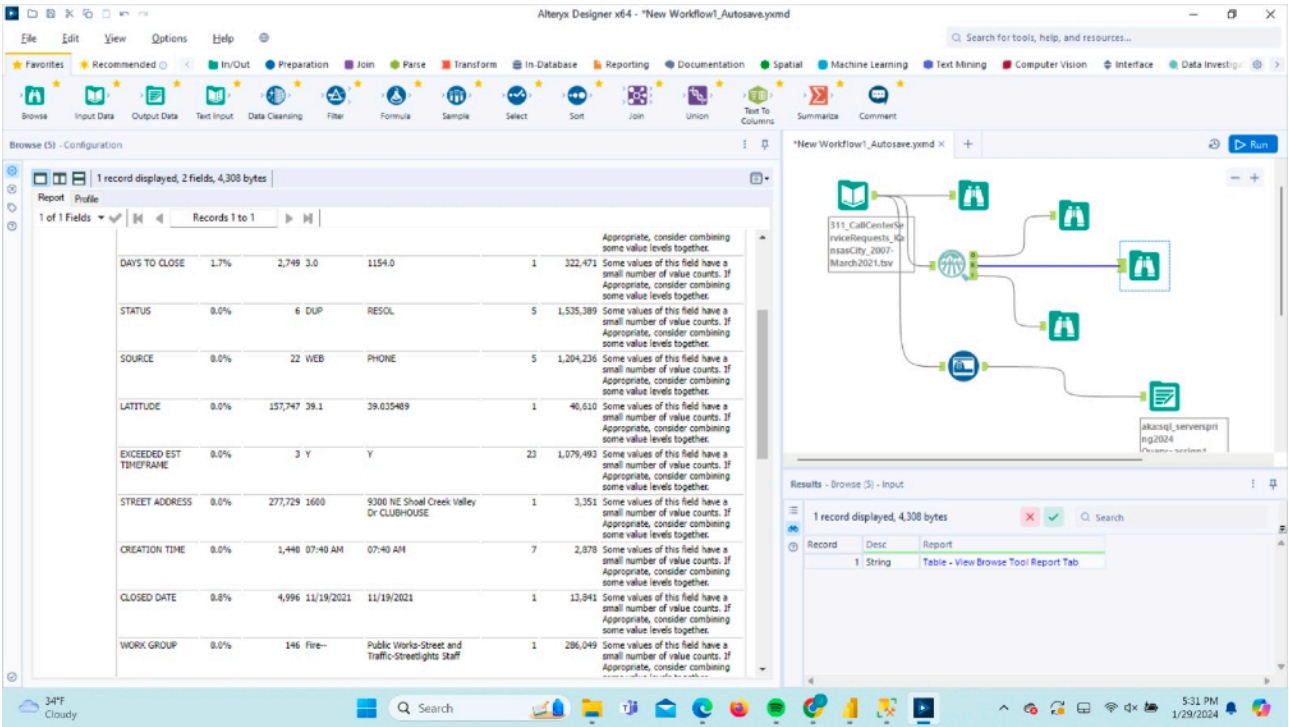 Alteryx Designer x64 - *New Workflow1_Autosave.yxmd
File Edit View Options Help
Search for tools, help, and resources...
Favorites Recommended In/Out Preparation Join Parse Transform In-Database Reporting Documentation Spatial Machine Learning Text Mining Computer Vision Interface Data Investig
Browse Input Data Output Data Text Input Data Cleansing Filter Formula Sample Select Sort Join Union Text To Columns Summarize Comment
Browse (5) - Configuration
*New Workflow1_Autosave.yxmd
Run
1 record displayed, 2 fields, 4,308 bytes
Report Profile
1 of 1 Fields Records 1 to 1
Appropriate, consider combining
some value levels together.
DAYS TO CLOSE 1.7% 2,749 3.0 1154.0 1 322,471 Some values of this field have a
small number of value counts. If
Appropriate, consider combining
some value levels together.
STATUS 0.0% 6 DUP RESOL 5 1,535,389 Some values of this field have a
small number of value counts. If
Appropriate, consider combining
some value levels together.
SOURCE 0.0% 22 WEB PHONE 5 1,204,236 Some values of this field have a
small number of value counts. If
Appropriate, consider combining
some value levels together.
LATITUDE 0.0% 157,747 39.1 39.035489 1 40,610 Some values of this field have a
small number of value counts. If
Appropriate, consider combining
some value levels together.
EXCEEDED EST 0.0% 3 Y Y 23 1,079,493 Some values of this field have a
TIMEFRAME small number of value counts. If
Appropriate, consider combining
some value levels together.
STREET ADDRESS 0.0% 277,729 1600 9300 NE Shoal Creek Valley 1 3,351 Some values of this field have a
Dr CLUBHOUSE small number of value counts. If
Appropriate, consider combining
some value levels together.
CREATION TIME 0.0% 1,440 07:40 AM 07:40 AM 7 2,878 Some values of this field have a
small number of value counts. If
Appropriate, consider combining
some value levels together.
CLOSED DATE 0.8% 4,996 11/19/2021 11/19/2021 1 13,841 Some values of this field have a
small number of value counts. If
Appropriate, consider combining
some value levels together.
WORK GROUP 0.0% 146 Fire-- Public Works-Street and 1 286,049 Some values of this field have a
Traffic-Streetlights Staff small number of value counts. If
Appropriate, consider combining
some value levels together.
311_CallCenterSe
rviceRequests_Ka
nsasCity_2007-
March2021.tsv
aka:sql_serverspri
ng2024
Query=assign1
Results - Browse (5) - Input
1 record displayed, 4,308 bytes
Search
Record Desc Report
1 String Table - View Browse Tool Report Tab
34°F
Cloudy
Search
5:31 PM
1/29/2024